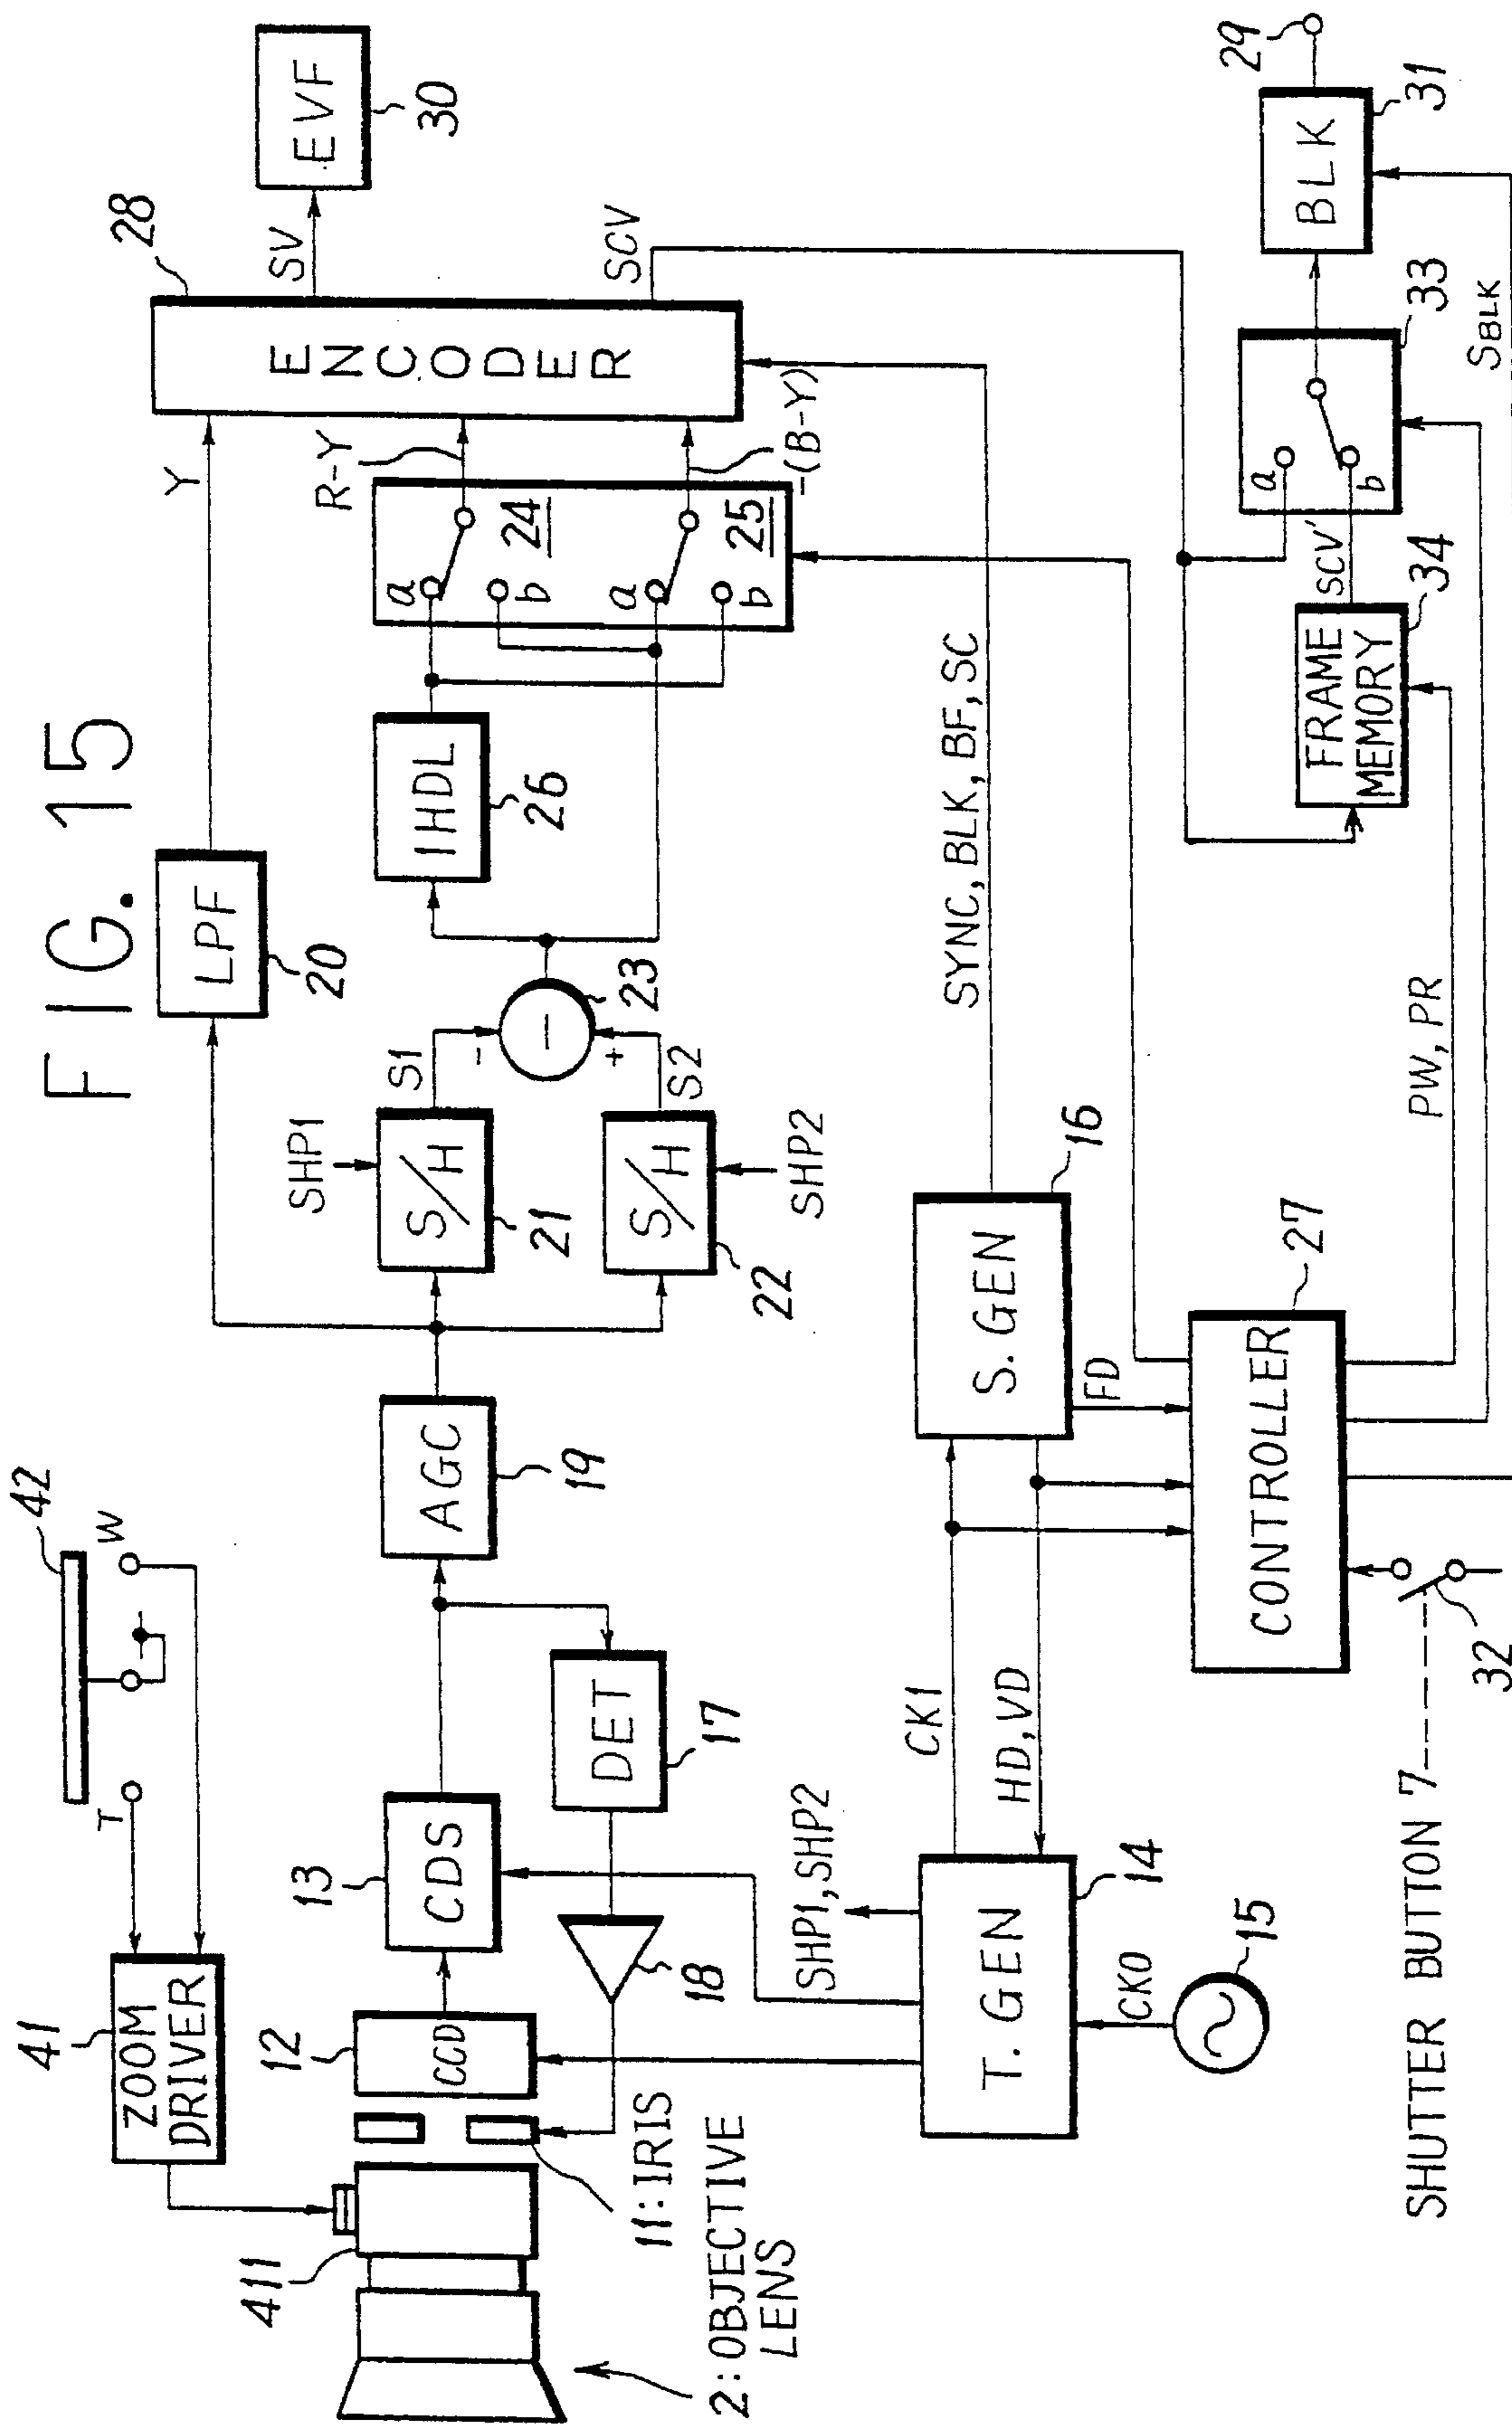 FIG. 15
42
T
W
41
ZOOM
DRIVER
LPF
20
Y
28
ENCODER
SV
EVF
30
SCV
411
12
CCD
13
CDS
AGC
19
SHP1
S/H
21
S1
-
−
23
+
S2
S/H
22
SHP2
1HDL
26
a
24
b
a
25
b
R-Y
-(B-Y)
DET
17
18
11:IRIS
2:OBJECTIVE
LENS
SHP1,SHP2
T. GEN
14
CK0
15
CK1
HD,VD
S. GEN
16
FD
SYNC,BLK,BF,SC
CONTROLLER
27
SHUTTER BUTTON 7
32
PW,PR
FRAME
MEMORY
34
SCV'
a
b
33
SBLK
BLK
31
29